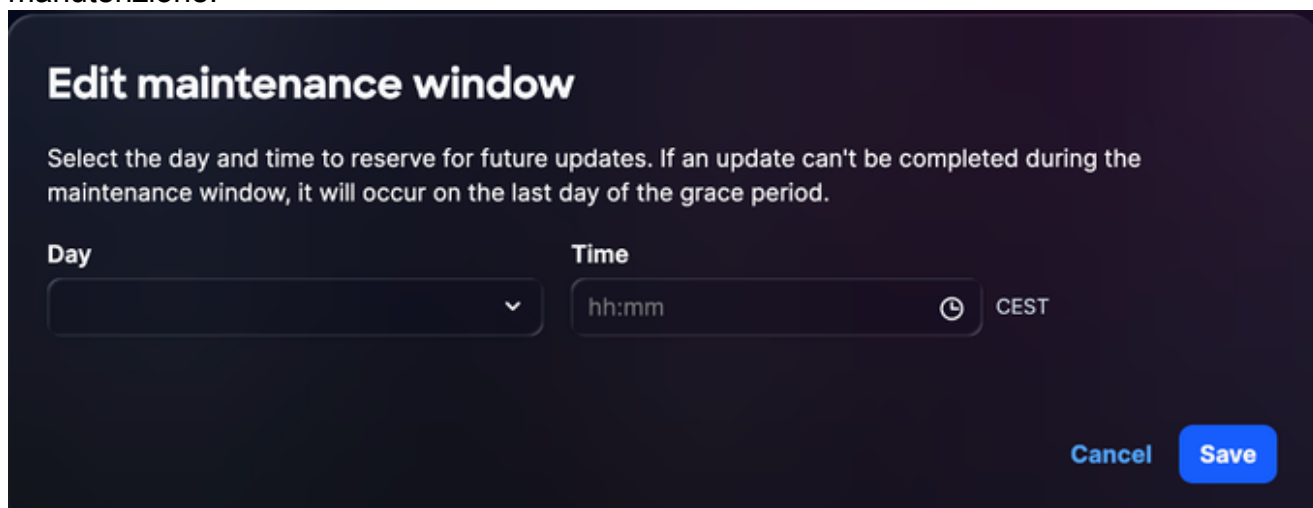 manutenzione.
Edit maintenance window
Select the day and time to reserve for future updates. If an update can't be completed during the
maintenance window, it will occur on the last day of the grace period.
Day
Time
hh:mm
CEST
Cancel
Save